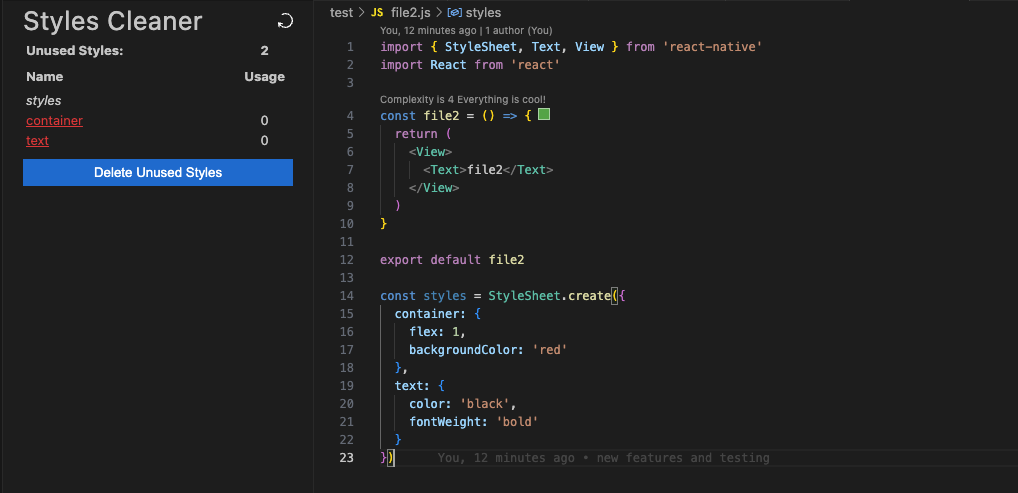 Styles Cleaner
Unused Styles: 2
Name Usage
styles
container 0
text 0
Delete Unused Styles
test > JS file2.js > styles
You, 12 minutes ago | 1 author (You)
1 import { StyleSheet, Text, View } from 'react-native'
2 import React from 'react'
3
Complexity is 4 Everything is cool!
4 const file2 = () => {
5 return (
6 <View>
7 <Text>file2</Text>
8 </View>
9 )
10 }
11
12 export default file2
13
14 const styles = StyleSheet.create({
15 container: {
16 flex: 1,
17 backgroundColor: 'red'
18 },
19 text: {
20 color: 'black',
21 fontWeight: 'bold'
22 }
23 }) You, 12 minutes ago • new features and testing